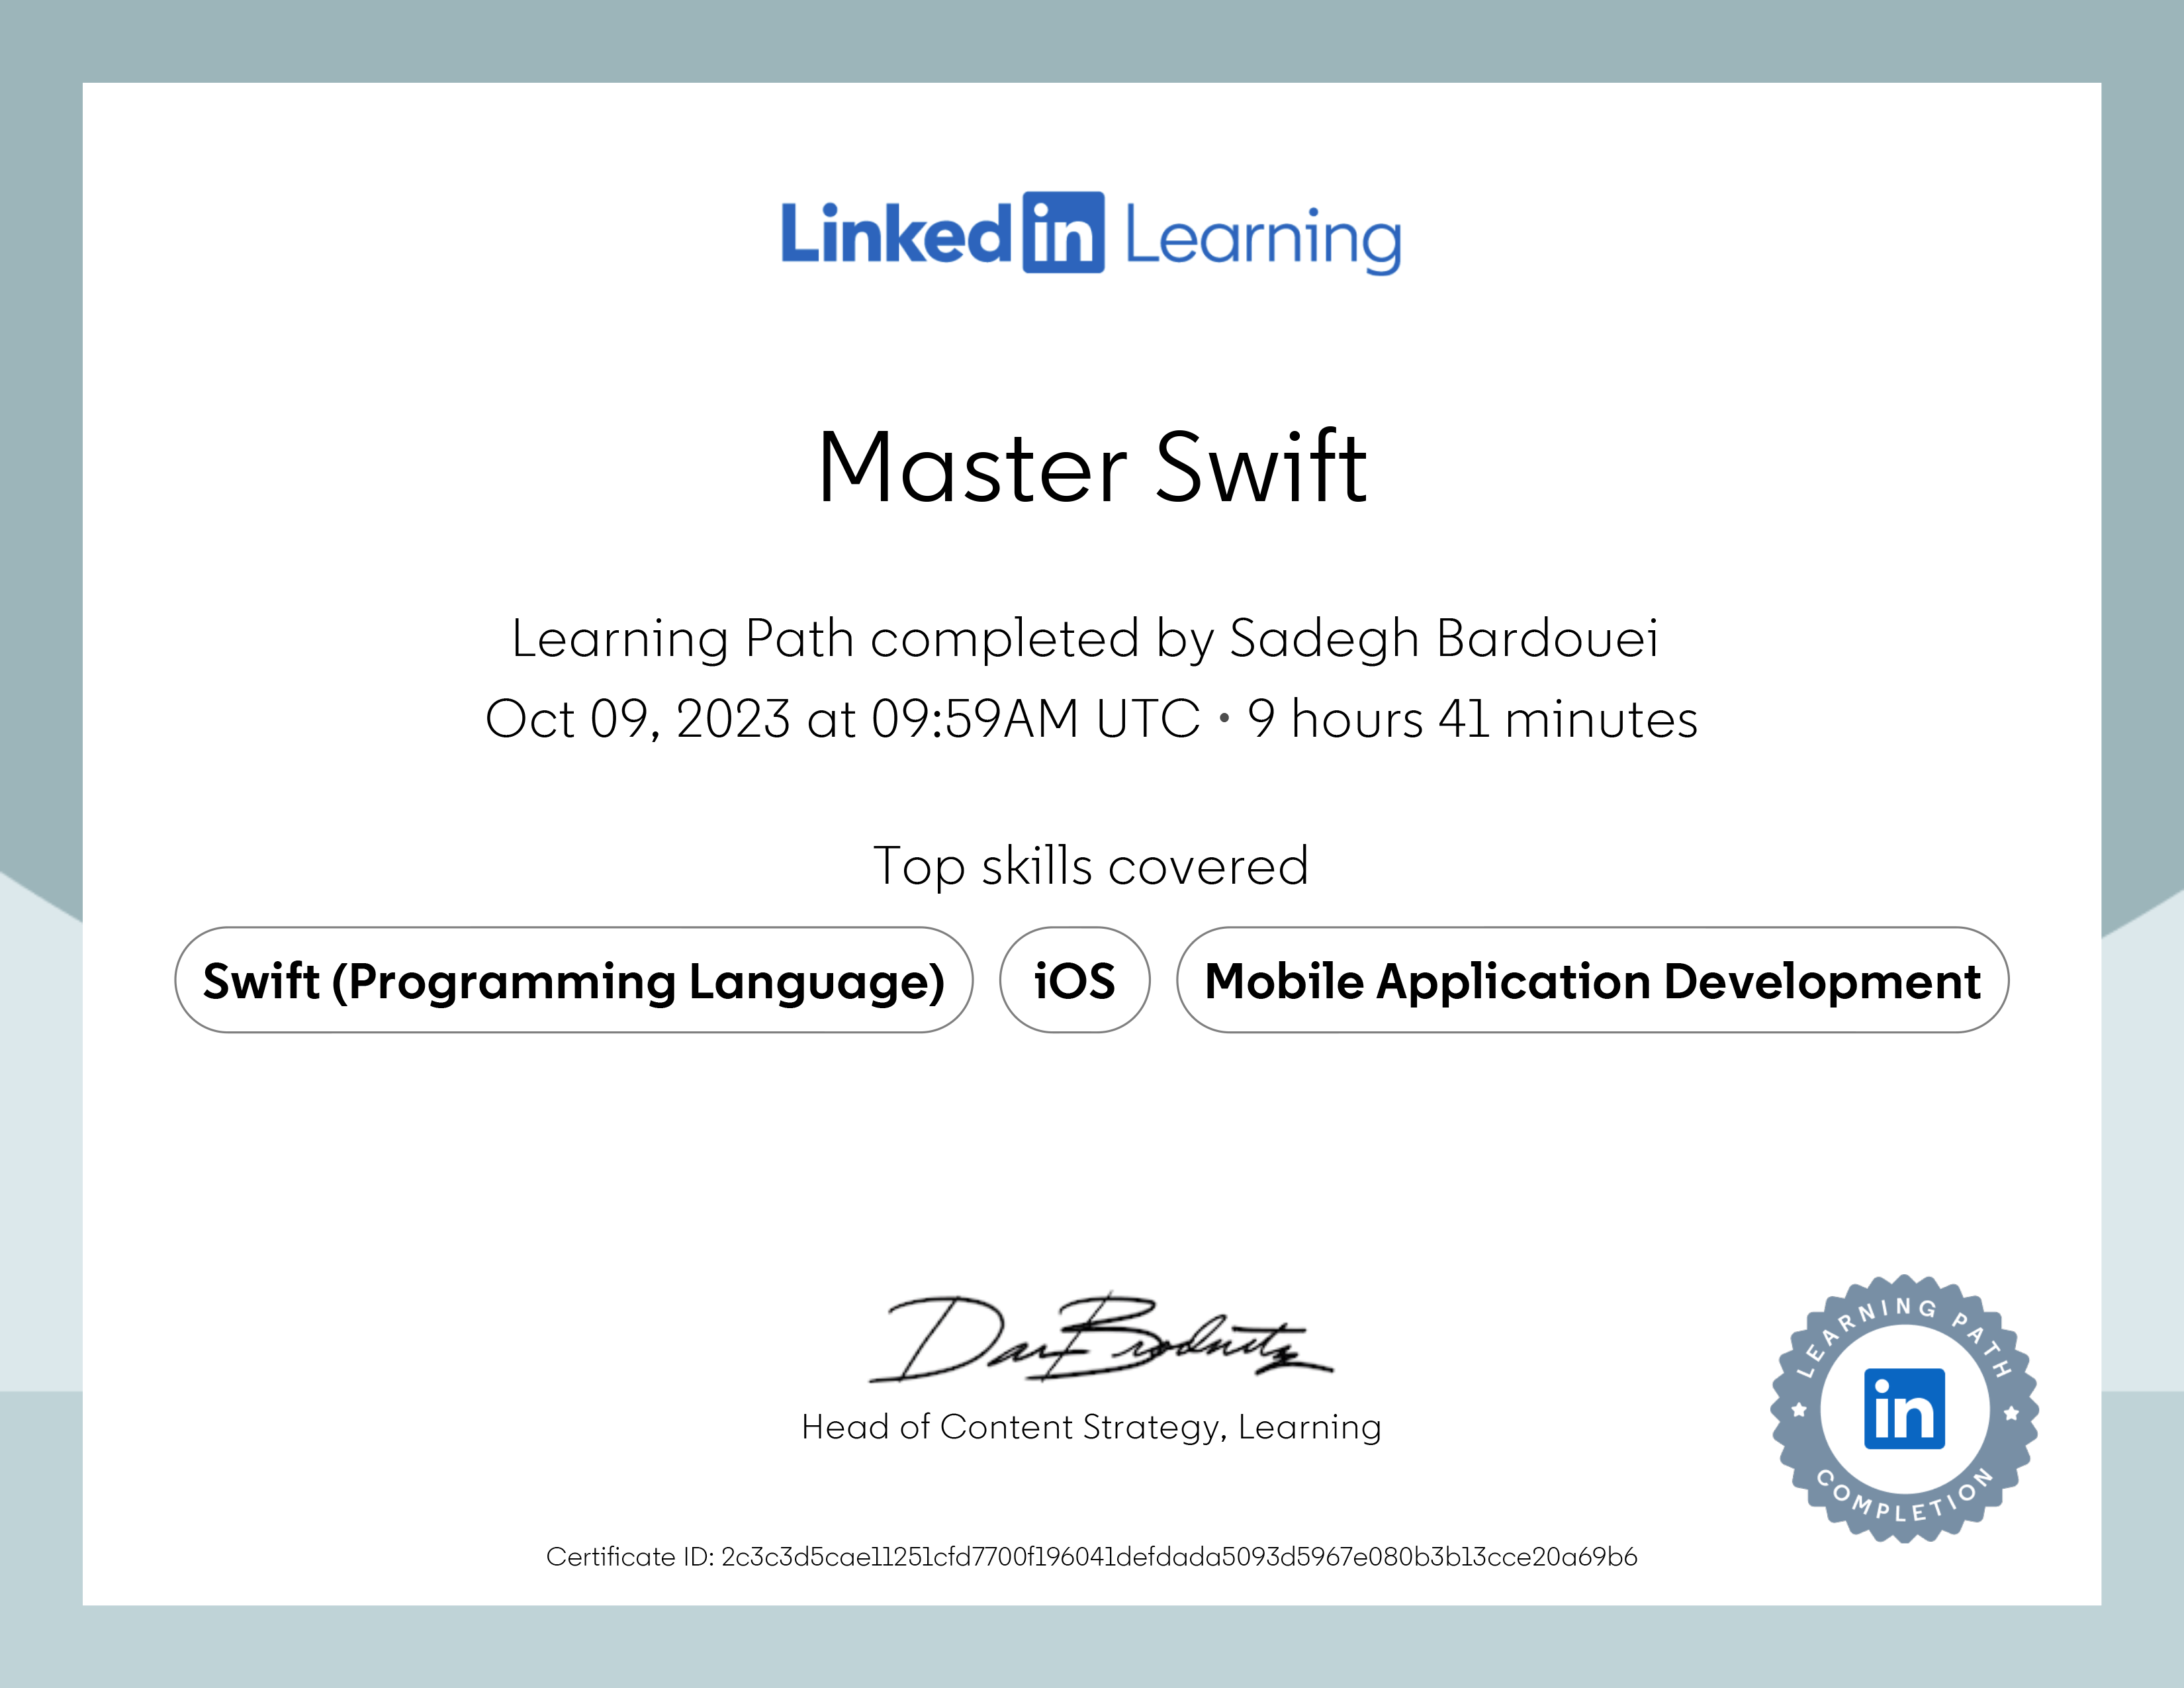 Linked in Learning
Master Swift
Learning Path completed by Sadegh Bardouei
Oct 09, 2023 at 09:59AM UTC • 9 hours 41 minutes
Top skills covered
Swift (Programming Language) iOS Mobile Application Development
Dan Brodnitz
Head of Content Strategy, Learning
LEARNING PATH
in
COMPLETION
Certificate ID: 2c3c3d5cae11251cfd7700f196041defdada5093d5967e080b3b13cce20a69b6